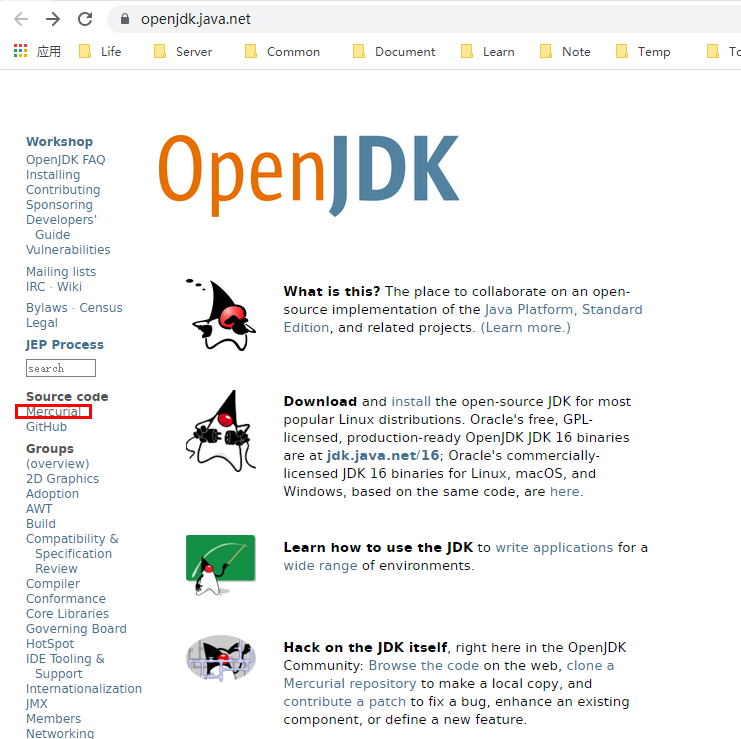 openjdk.java.net
应用
Life
Server
Common
Document
Learn
Note
Temp
Workshop
OpenJDK FAQ
Installing
Contributing
Sponsoring
Developers'
Guide
Vulnerabilities
Mailing lists
IRC · Wiki
Bylaws · Census
Legal
JEP Process
search
Source code
Mercurial
GitHub
Groups
(overview)
2D Graphics
Adoption
AWT
Build
Compatibility &
Specification
Review
Compiler
Conformance
Core Libraries
Governing Board
HotSpot
IDE Tooling &
Support
Internationalization
JMX
Members
Networking
OpenJDK
What is this? The place to collaborate on an open-
source implementation of the Java Platform, Standard
Edition, and related projects. (Learn more.)
Download and install the open-source JDK for most
popular Linux distributions. Oracle's free, GPL-
licensed, production-ready OpenJDK JDK 16 binaries
are at jdk.java.net/16; Oracle's commercially-
licensed JDK 16 binaries for Linux, macOS, and
Windows, based on the same code, are here.
Learn how to use the JDK to write applications for a
wide range of environments.
Hack on the JDK itself, right here in the OpenJDK
Community: Browse the code on the web, clone a
Mercurial repository to make a local copy, and
contribute a patch to fix a bug, enhance an existing
component, or define a new feature.